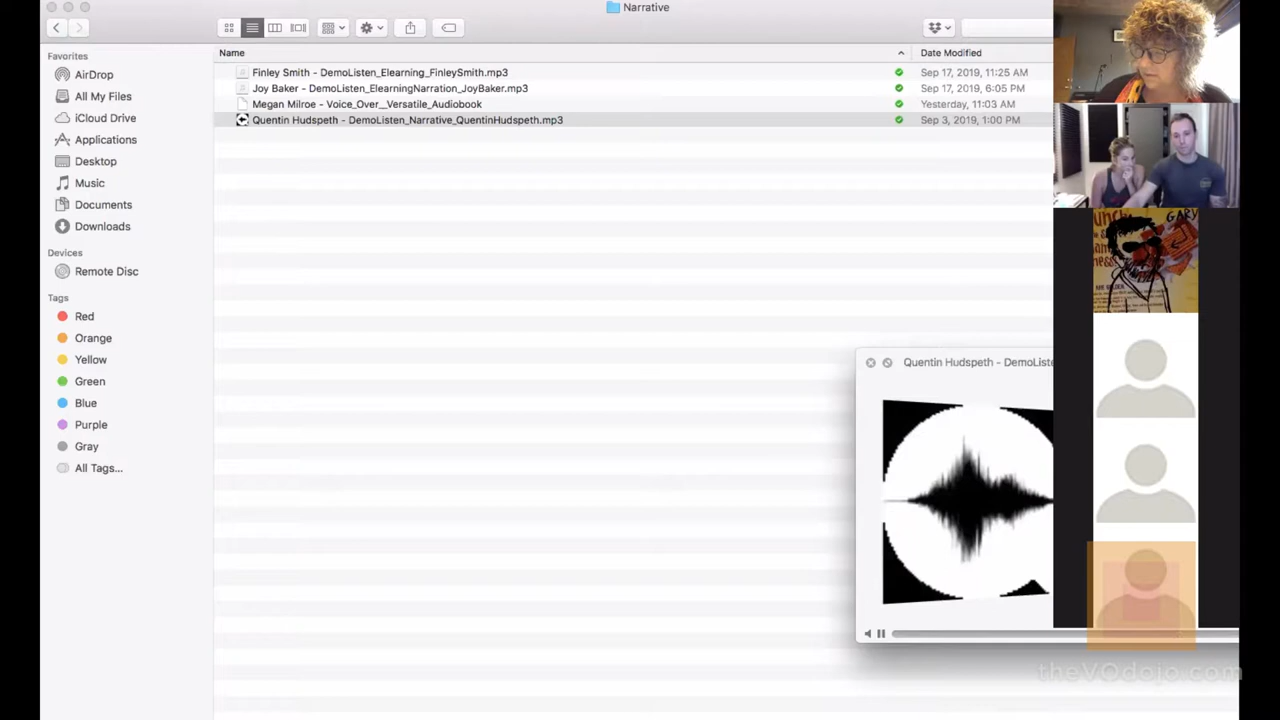 Narrative
Favorites
AirDrop
All My Files
iCloud Drive
Applications
Desktop
Music
Documents
Downloads
Devices
Remote Disc
Tags
Red
Orange
Yellow
Green
Blue
Purple
Gray
All Tags...
Name Date Modified
Finley Smith - DemoListen_Elearning_FinleySmith.mp3 Sep 17, 2019, 11:25 AM
Joy Baker - DemoListen_ElearningNarration_JoyBaker.mp3 Sep 17, 2019, 6:05 PM
Megan Milroe - Voice_Over__Versatile_Audiobook Yesterday, 11:03 AM
Quentin Hudspeth - DemoListen_Narrative_QuentinHudspeth.mp3 Sep 3, 2019, 1:00 PM
GARY
Quentin Hudspeth - DemoListe
theVOdojo.com